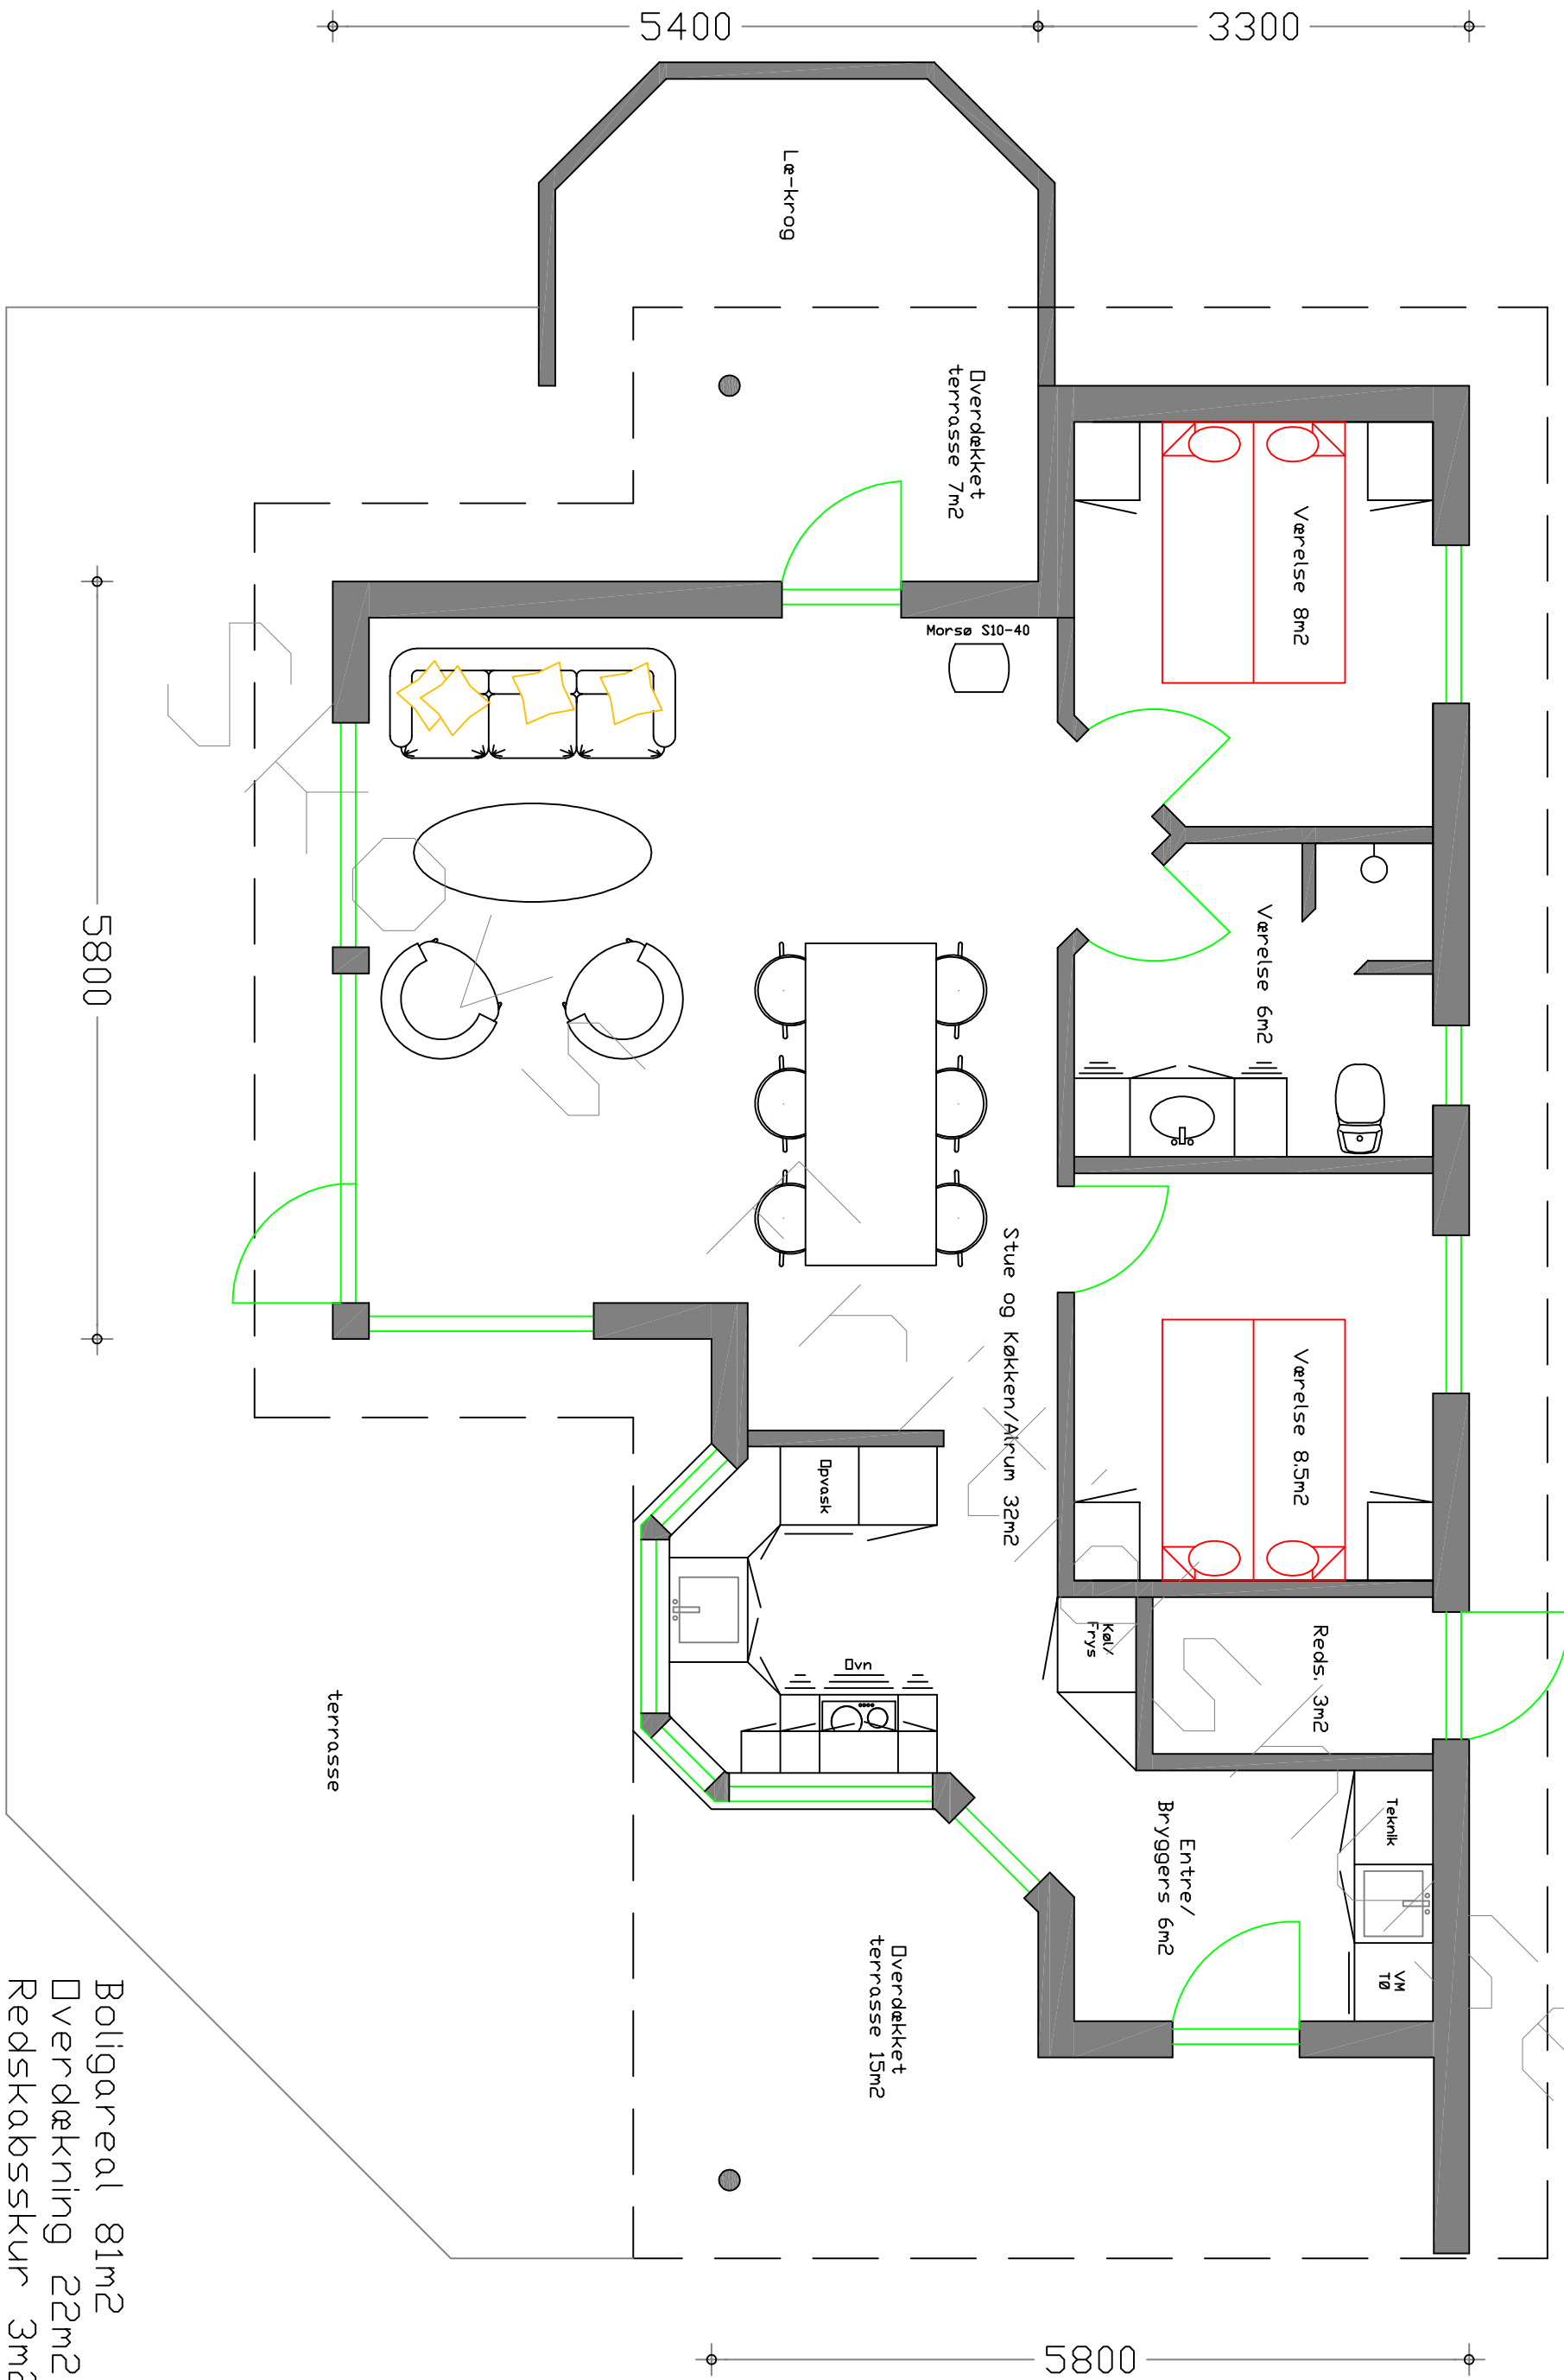 5400
3300
Læ-krog
Overdækket
terrasse 7m2
Værelse 8m2
Morsø S10-40
Værelse 6m2
5800
Stue og Køkken/Alrum 32m2
Værelse 8.5m2
Opvask
Ovn
Køl/
Frys
Reds. 3m2
terrasse
Entre/
Bryggers 6m2
Teknik
VM
TØ
Overdækket
terrasse 15m2
5800
Boligareal 81m2
Overdækning 22m2
Redskabsskur 3m2